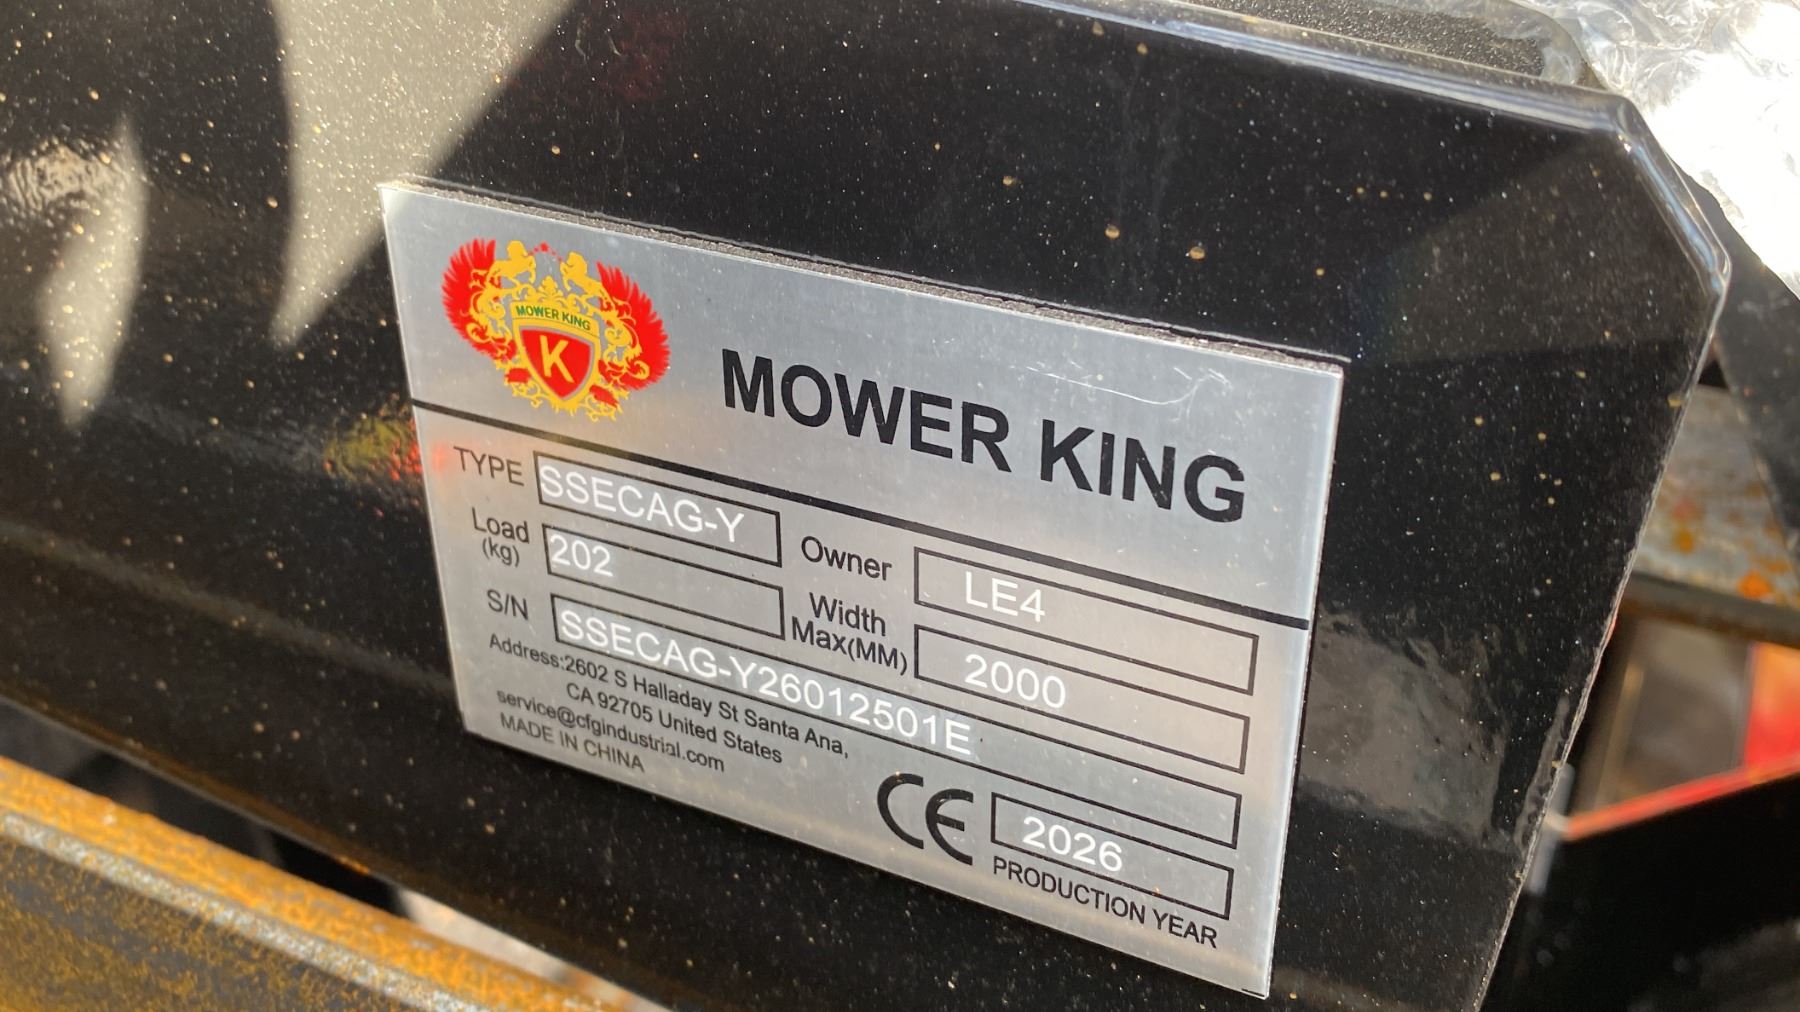 MOWER KING
K
MOWER KING
TYPE SSECAG-Y Owner LE4
Load (kg) 202 Width Max(MM) 2000
S/N SSECAG-Y26012501E
Address:2602 S Halladay St Santa Ana,
CA 92705 United States
service@cfgindustrial.com
MADE IN CHINA
CE 2026
PRODUCTION YEAR